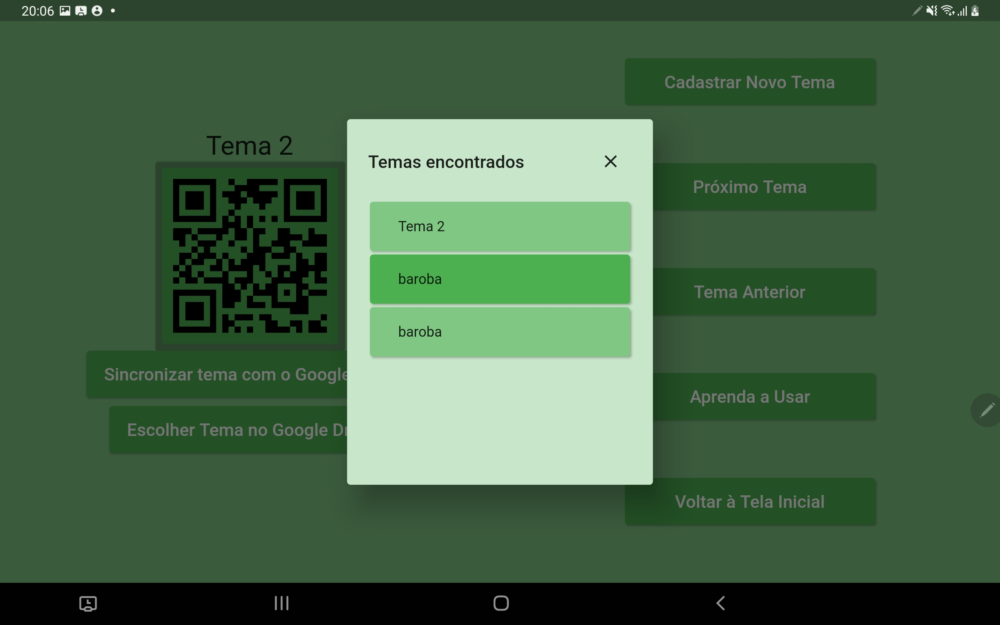 20:06
Cadastrar Novo Tema
Tema 2
Temas encontrados
Próximo Tema
Tema 2
baroba
Tema Anterior
baroba
Sincronizar tema com o Google
Aprenda a Usar
Escolher Tema no Google Dr
Voltar à Tela Inicial